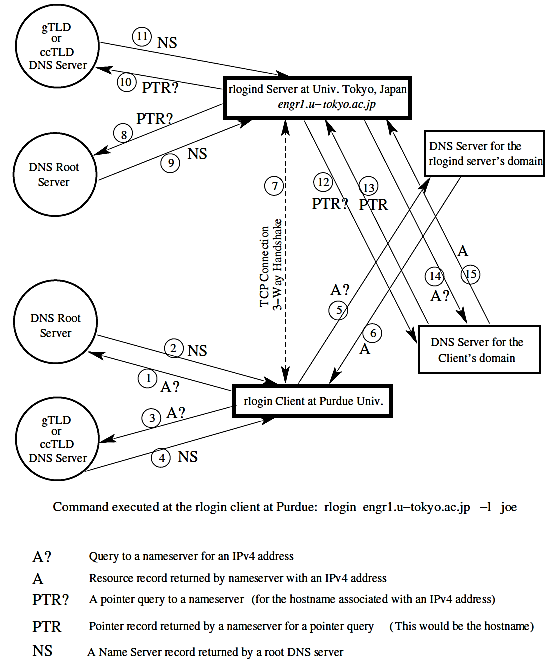 gTLD
or
ccTLD
DNS Server
11 NS
10 PTR?
rlogind Server at Univ. Tokyo, Japan
engr1.u−tokyo.ac.jp
8 PTR?
9 NS
DNS Root
Server
DNS Server for the
rlogind server's domain
7
TCP Connection
3−Way Handshake
12 PTR?
13 PTR
A
15
14 A?
A?
5
6
A
DNS Server for the
Client's domain
DNS Root
Server
2 NS
1 A?
rlogin Client at Purdue Univ.
3 A?
gTLD
or
ccTLD
DNS Server
4 NS
Command executed at the rlogin client at Purdue: rlogin engr1.u−tokyo.ac.jp −l joe
A? Query to a nameserver for an IPv4 address
A Resource record returned by nameserver with an IPv4 address
PTR? A pointer query to a nameserver (for the hostname associated with an IPv4 address)
PTR Pointer record returned by a nameserver for a pointer query (This would be the hostname)
NS A Name Server record returned by a root DNS server